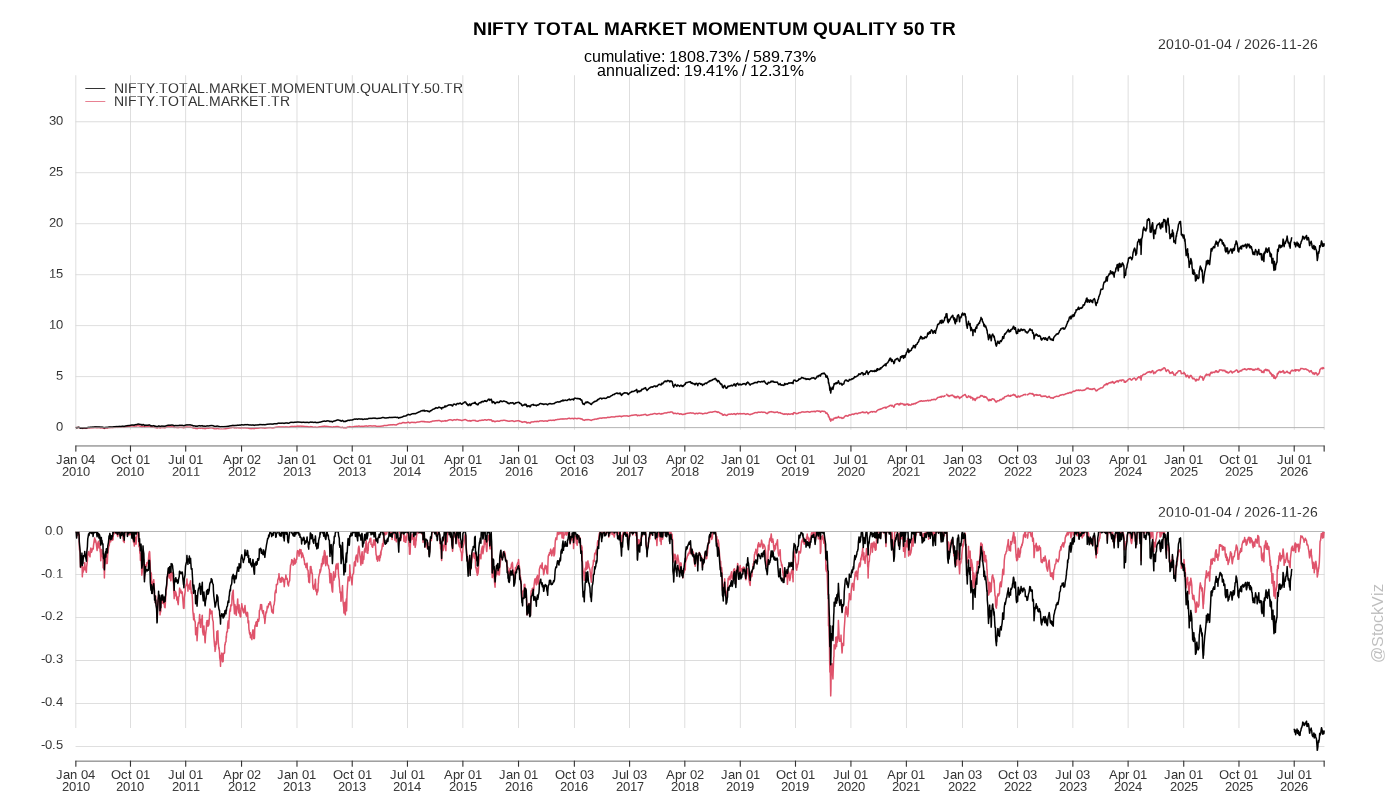 NIFTY TOTAL MARKET MOMENTUM QUALITY 50 TR
2010-01-04 / 2026-11-26
cumulative: 1808.73% / 589.73%
annualized: 19.41% / 12.31%
NIFTY.TOTAL.MARKET.MOMENTUM.QUALITY.50.TR
NIFTY.TOTAL.MARKET.TR
30
25
20
15
10
5
0
Jan 04 Oct 01 Jul 01 Apr 02 Jan 01 Oct 01 Jul 01 Apr 01 Jan 01 Oct 03 Jul 03 Apr 02 Jan 01 Oct 01 Jul 01 Apr 01 Jan 03 Oct 03 Jul 03 Apr 01 Jan 01 Oct 01 Jul 01
2010 2010 2011 2012 2013 2013 2014 2015 2016 2016 2017 2018 2019 2019 2020 2021 2022 2022 2023 2024 2025 2025 2026
2010-01-04 / 2026-11-26
0.0
-0.1
-0.2
-0.3
-0.4
-0.5
Jan 04 Oct 01 Jul 01 Apr 02 Jan 01 Oct 01 Jul 01 Apr 01 Jan 01 Oct 03 Jul 03 Apr 02 Jan 01 Oct 01 Jul 01 Apr 01 Jan 03 Oct 03 Jul 03 Apr 01 Jan 01 Oct 01 Jul 01
2010 2010 2011 2012 2013 2013 2014 2015 2016 2016 2017 2018 2019 2019 2020 2021 2022 2022 2023 2024 2025 2025 2026
@StockViz